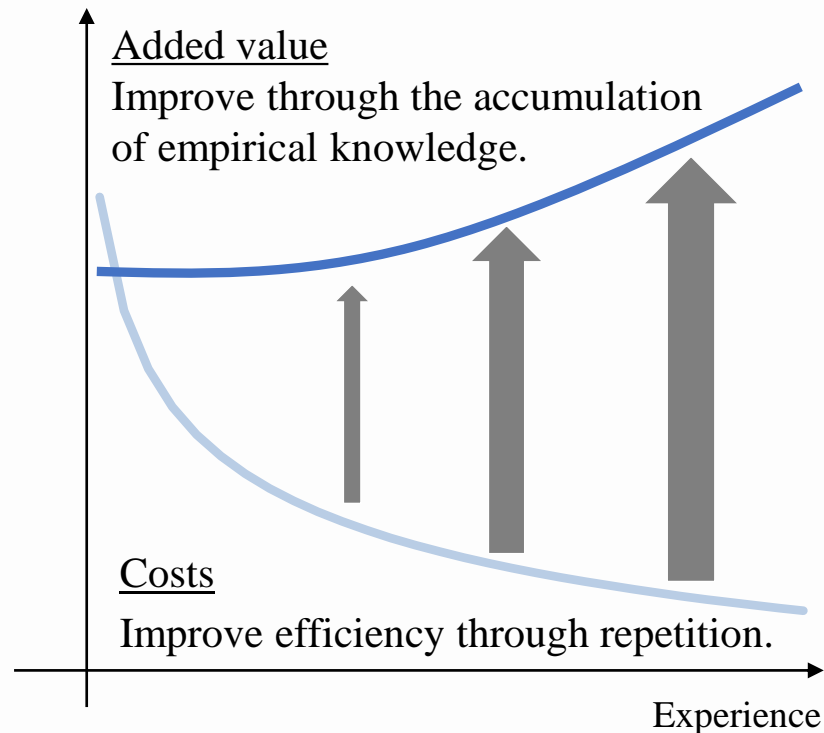 Added value
Improve through the accumulation
of empirical knowledge.
Costs
Improve efficiency through repetition.
Experience